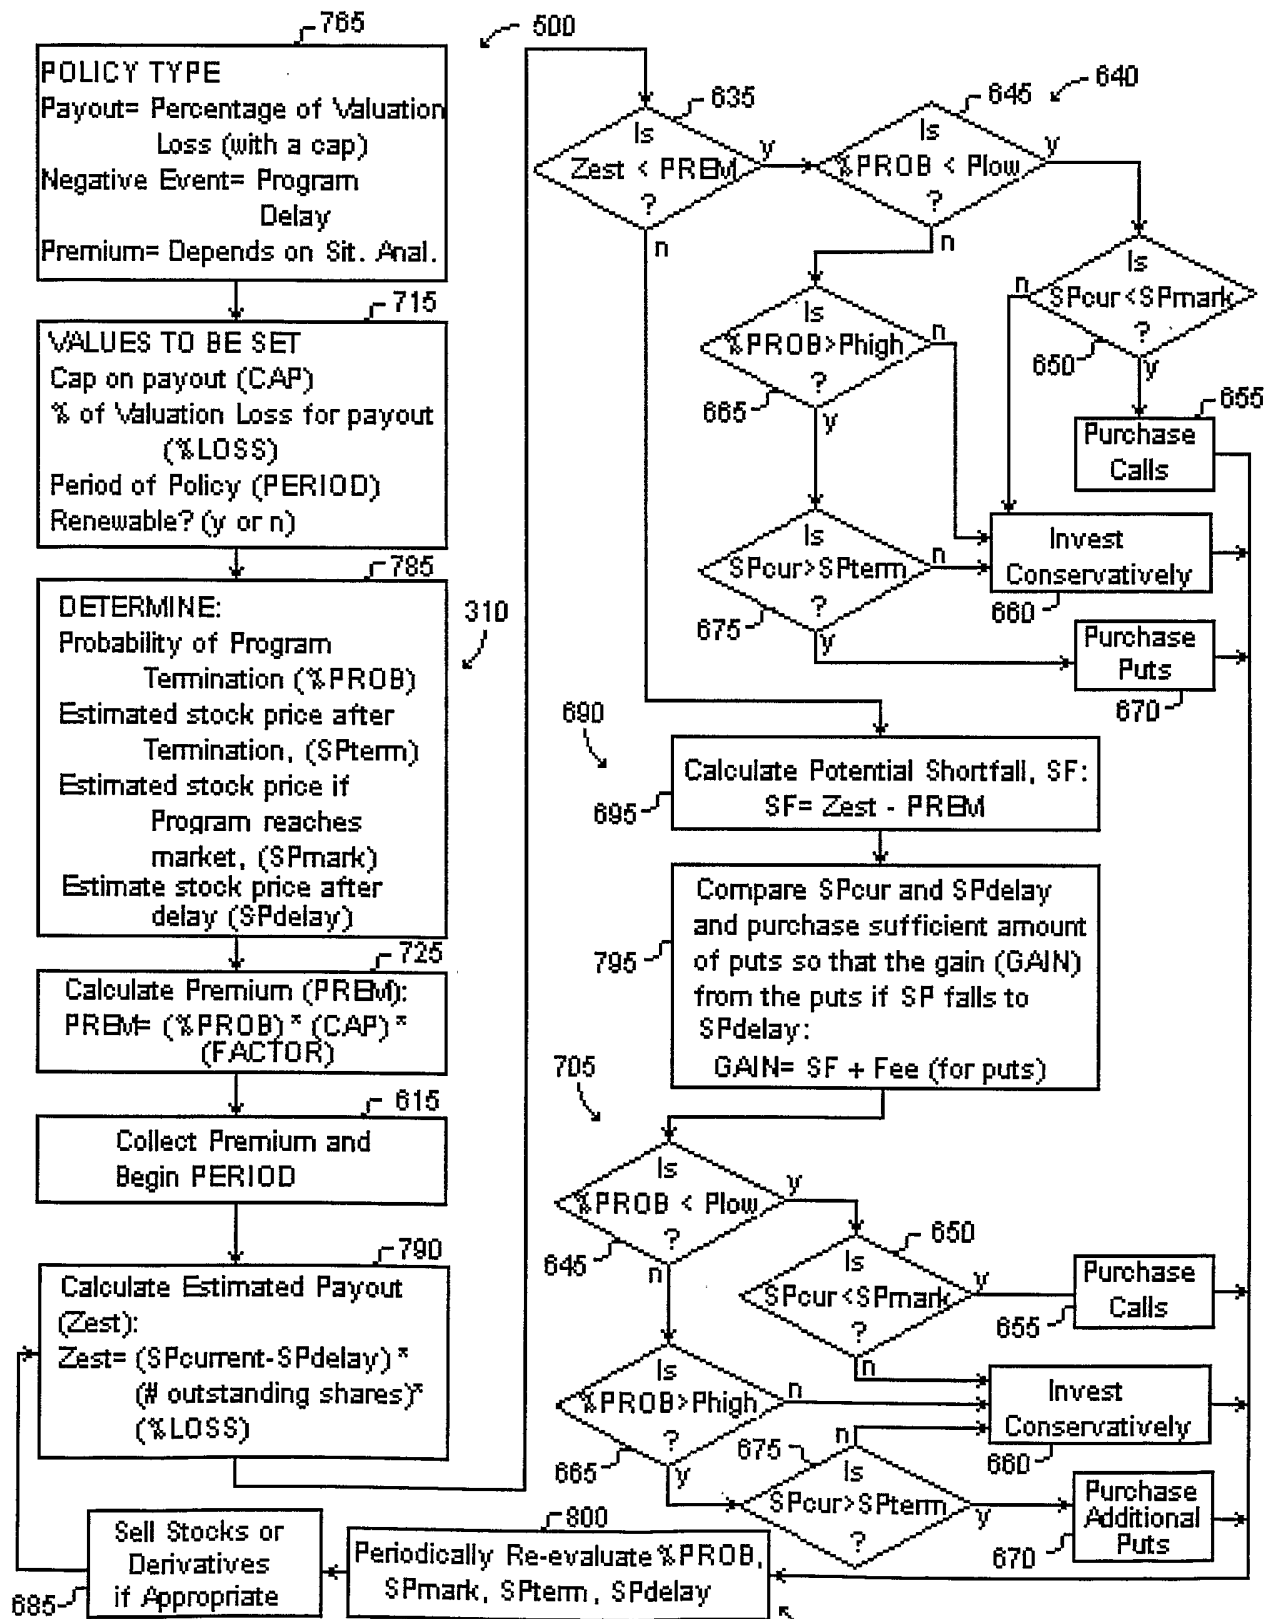 765
500
POLICY TYPE
Payout= Percentage of Valuation
Loss (with a cap)
Negative Event= Program
Delay
Premium= Depends on Sit. Anal.
715
VALUES TO BE SET
Cap on payout (CAP)
% of Valuation Loss for payout
(%LOSS)
Period of Policy (PERIOD)
Renewable? (y or n)
785
310
DETERMINE:
Probability of Program
Termination (%PROB)
Estimated stock price after
Termination, (SPterm)
Estimated stock price if
Program reaches
market, (SPmark)
Estimate stock price after
delay (SPdelay)
725
Calculate Premium (PREM):
PREM= (%PROB)* (CAP)*
(FACTOR)
615
Collect Premium and
Begin PERIOD
790
Calculate Estimated Payout
(Zest):
Zest= (SPcurrent-SPdelay)*
(# outstanding shares)*
(%LOSS)
635
Is
Zest < PREM
?
y
n
645
640
Is
%PROB < Plow
?
y
n
Is
SPcur<SPmark
?
n
y
650
655
Purchase
Calls
Is
%PROB>Phigh
?
n
y
665
Is
SPcur>SPterm
?
n
y
675
Invest
Conservatively
660
Purchase
Puts
670
690
Calculate Potential Shortfall, SF:
SF= Zest - PREM
695
Compare SPcur and SPdelay
and purchase sufficient amount
of puts so that the gain (GAIN)
from the puts if SP falls to
SPdelay:
GAIN= SF + Fee (for puts)
795
705
Is
%PROB < Plow
?
y
n
645
650
Is
SPcur<SPmark
?
y
n
Purchase
Calls
655
Is
%PROB>Phigh
?
n
y
665
Invest
Conservatively
660
675
n
Is
SPcur>SPterm
?
y
Purchase
Additional
Puts
670
800
Periodically Re-evaluate %PROB,
SPmark, SPterm, SPdelay
Sell Stocks or
Derivatives
if Appropriate
685